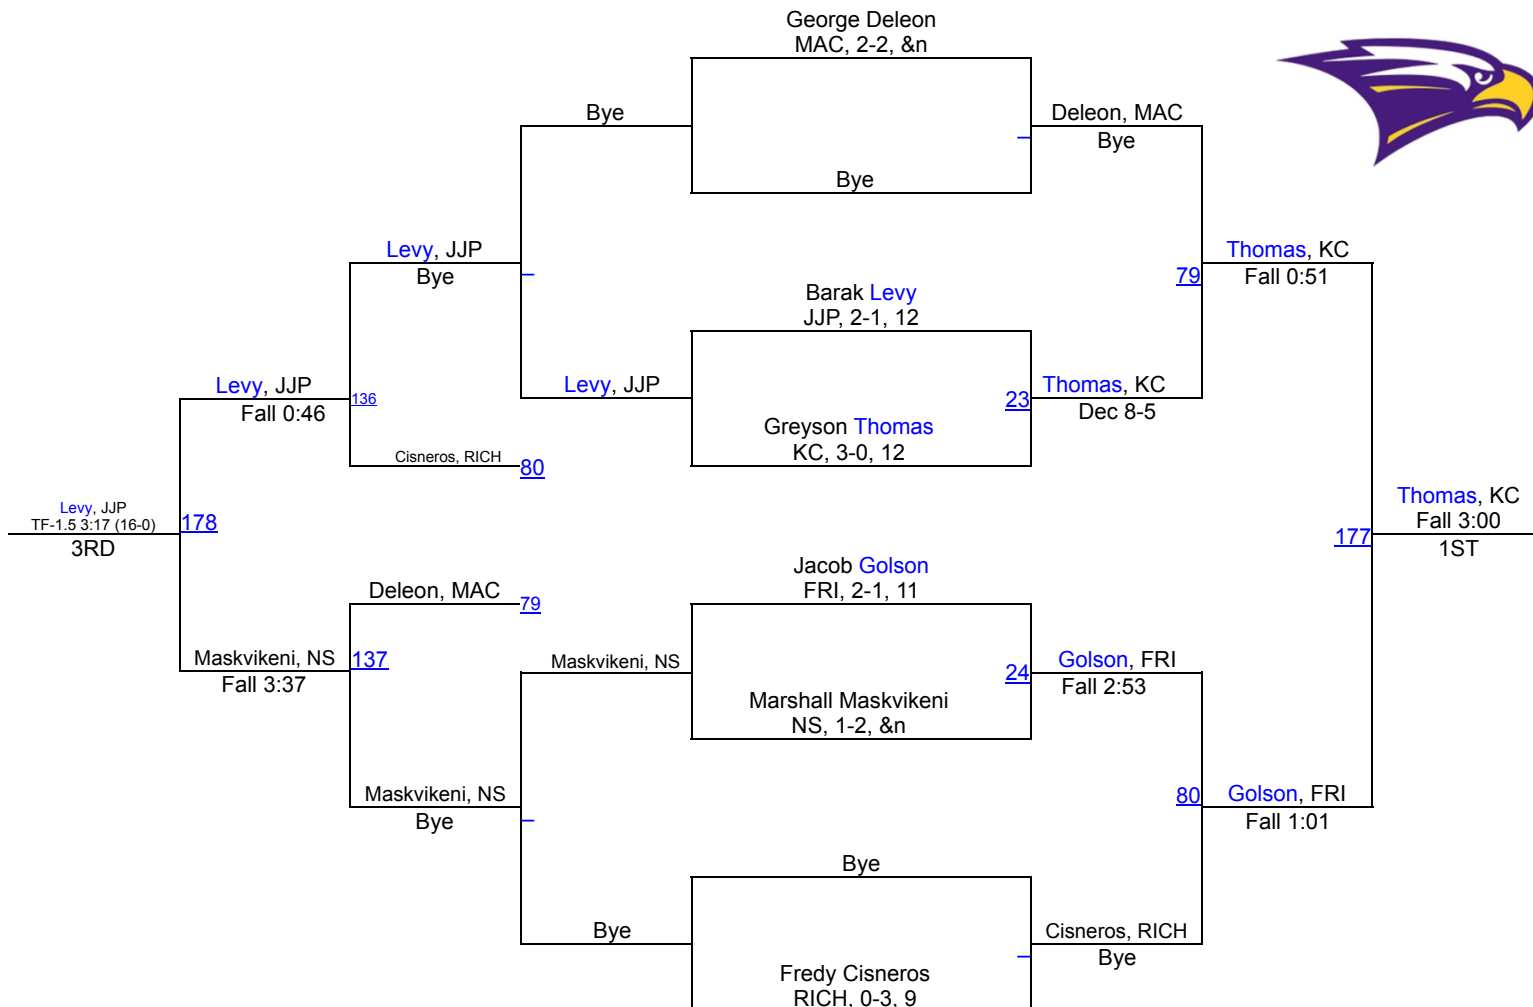 George Deleon
MAC, 2-2, &n
Bye
Deleon, MAC
Bye
Bye
Levy, JJP
Bye
Thomas, KC
79
Fall 0:51
Barak Levy
JJP, 2-1, 12
Levy, JJP
136
Fall 0:46
Levy, JJP
23
Thomas, KC
Dec 8-5
Greyson Thomas
KC, 3-0, 12
Cisneros, RICH
80
Levy, JJP
TF-1.5 3:17 (16-0)
178
3RD
Thomas, KC
Fall 3:00
177
1ST
Jacob Golson
FRI, 2-1, 11
Deleon, MAC
79
Maskvikeni, NS
137
Fall 3:37
Maskvikeni, NS
24
Golson, FRI
Fall 2:53
Marshall Maskvikeni
NS, 1-2, &n
Maskvikeni, NS
Bye
80
Golson, FRI
Fall 1:01
Bye
Bye
Cisneros, RICH
Bye
Fredy Cisneros
RICH, 0-3, 9